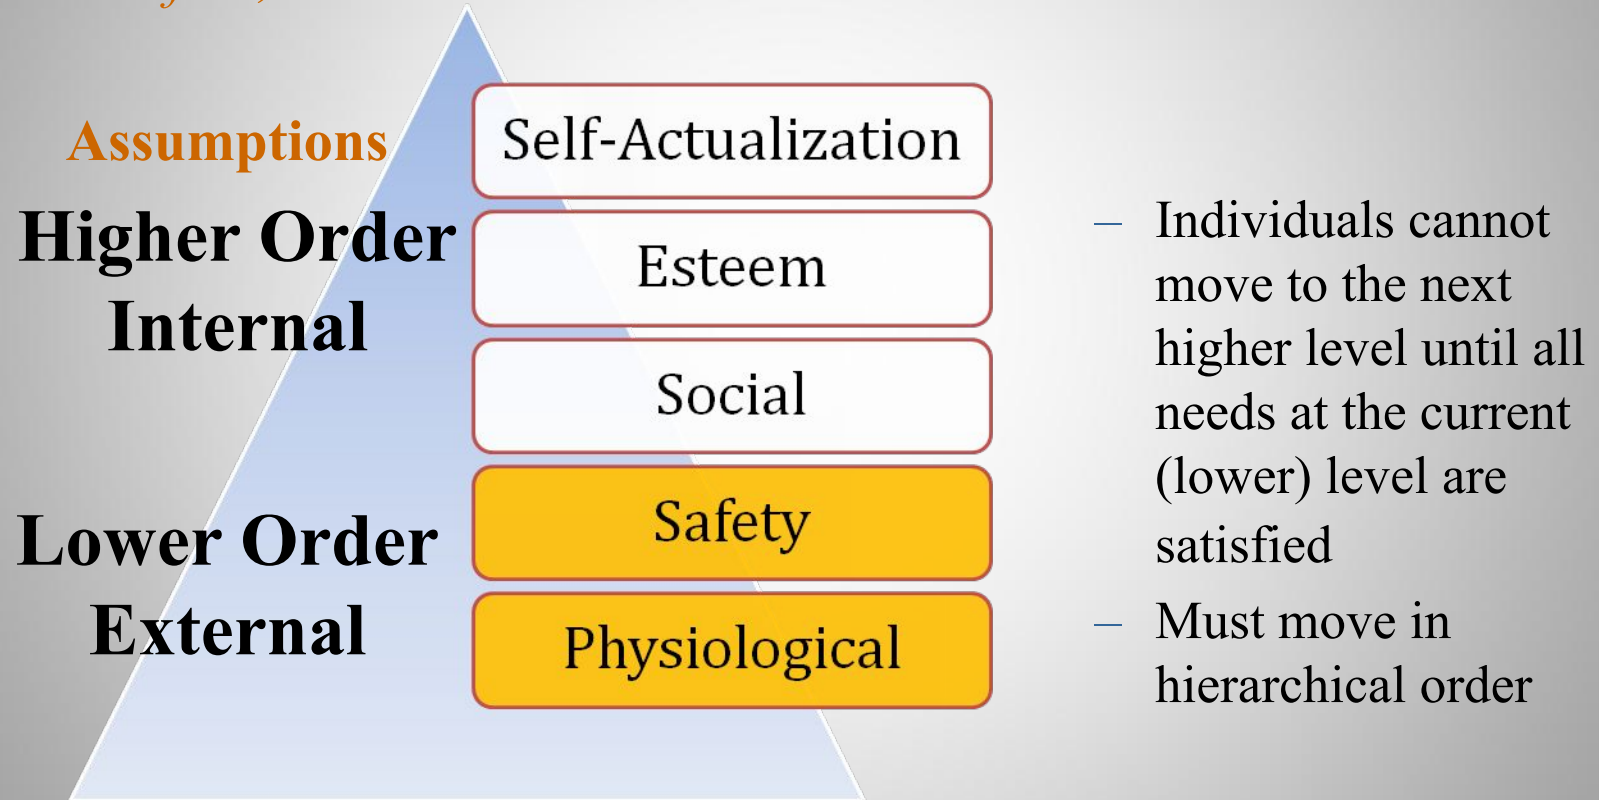 Assumptions
Higher Order
Internal
Lower Order
External
Self-Actualization
Esteem
Social
Safety
Physiological
– Individuals cannot
move to the next
higher level until all
needs at the current
(lower) level are
satisfied
– Must move in
hierarchical order